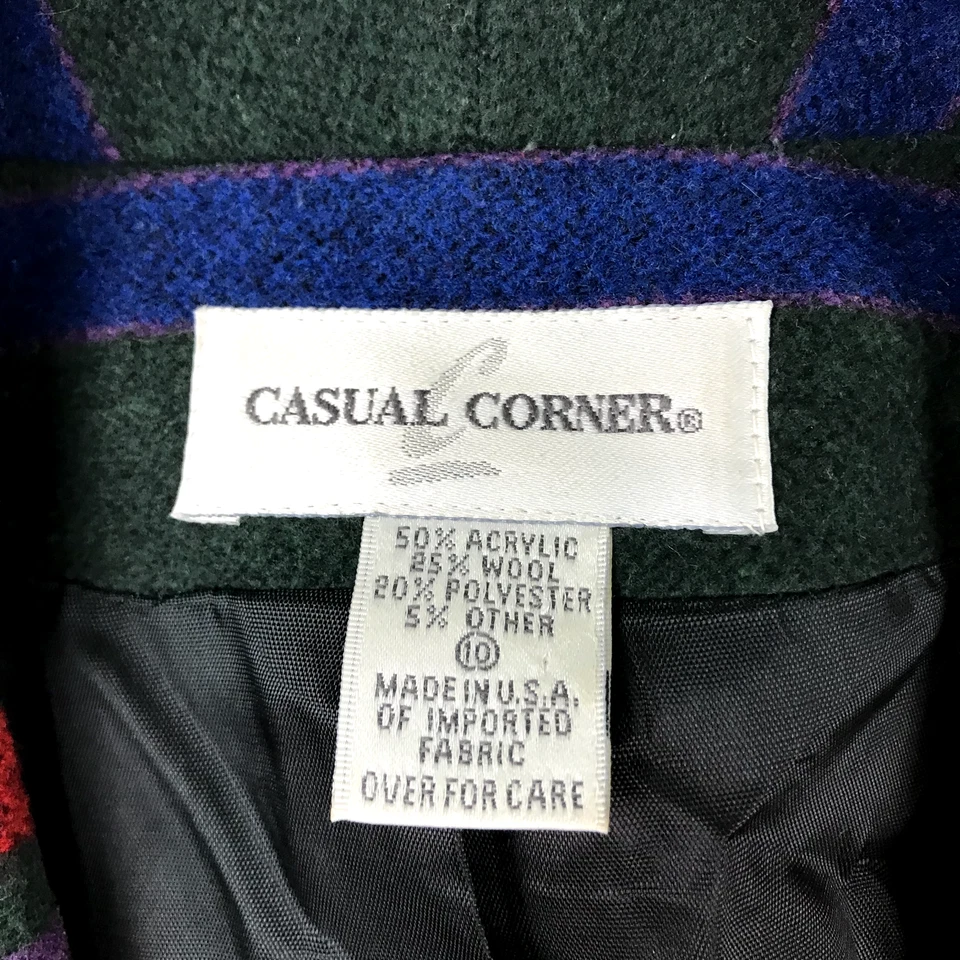 CASUAL CORNER®
50% ACRYLIC
25% WOOL
20% POLYESTER
5% OTHER
10
MADE IN U.S.A.
OF IMPORTED
FABRIC
OVER FOR CARE